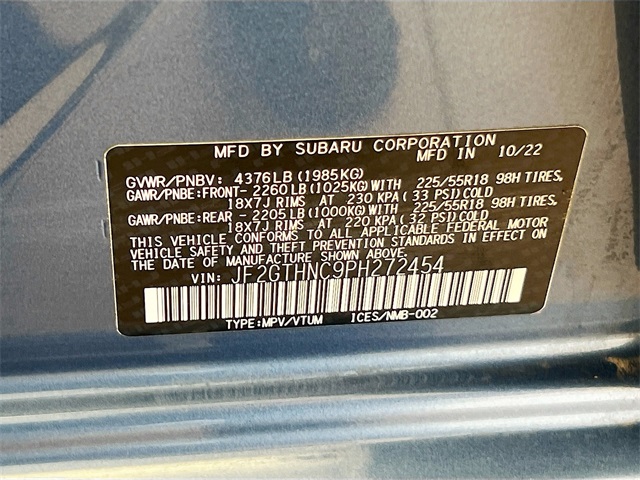 MFD BY SUBARU CORPORATION
MFD IN 10/22
GVWR/PNBV: 4376LB(1985KG)
GAWR/PNBE:FRONT- 2260LB(1025KG)WITH 225/55R18 98H TIRES,
18X7J RIMS AT 230 KPA (33 PSI)COLD
GAWR/PNBE:REAR - 2205LB(1000KG)WITH 225/55R18 98H TIRES,
18X7J RIMS AT 220 KPA (32 PSI)COLD
THIS VEHICLE CONFORMS TO ALL APPLICABLE FEDERAL MOTOR
VEHICLE SAFETY AND THEFT PREVENTION STANDARDS IN EFFECT ON
THE DATE OF MANUFACTURE SHOWN ABOVE.
VIN: JF2GTHNC9PH272454
TYPE:MPV/VTUM ICES/NMB-002